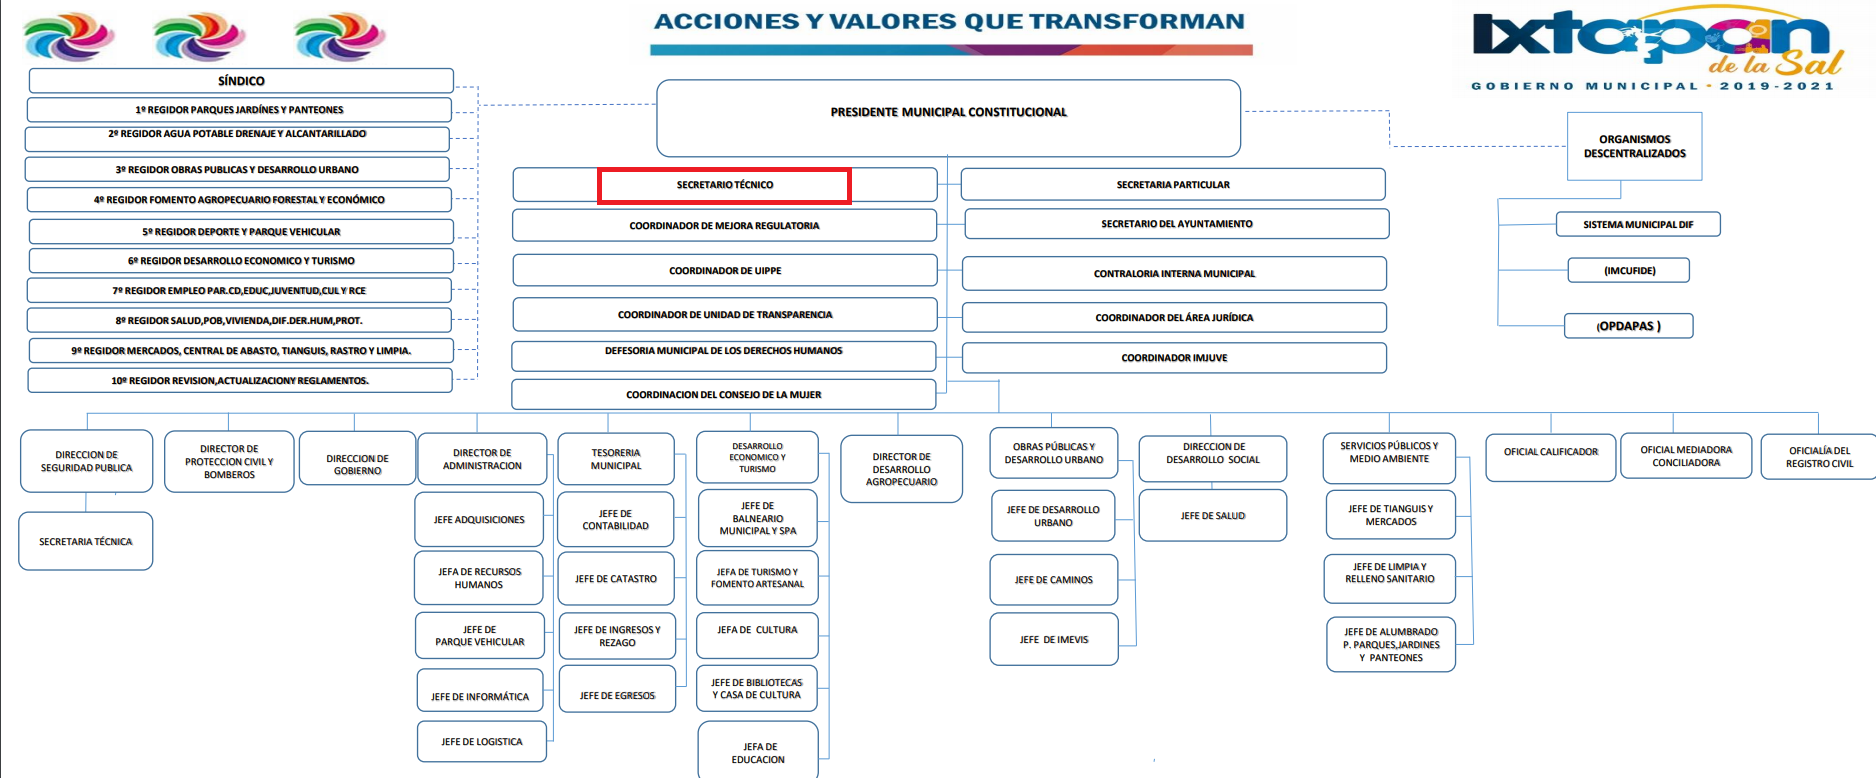 ACCIONES Y VALORES QUE TRANSFORMAN
Ixtapan
de la Sal
GOBIERNO MUNICIPAL • 2019-2021
SÍNDICO
1º REGIDOR PARQUES JARDÍNES Y PANTEONES
2º REGIDOR AGUA POTABLE DRENAJE Y ALCANTARILLADO
3º REGIDOR OBRAS PUBLICAS Y DESARROLLO URBANO
4º REGIDOR FOMENTO AGROPECUARIO FORESTAL Y ECONÓMICO
5º REGIDOR DEPORTE Y PARQUE VEHICULAR
6º REGIDOR DESARROLLO ECONOMICO Y TURISMO
7º REGIDOR EMPLEO PAR.CD,EDUC,JUVENTUD,CUL Y RCE
8º REGIDOR SALUD,POB,VIVIENDA,DIF.DER.HUM,PROT.
9º REGIDOR MERCADOS, CENTRAL DE ABASTO, TIANGUIS, RASTRO Y LIMPIA.
10º REGIDOR REVISION,ACTUALIZACIONY REGLAMENTOS.
PRESIDENTE MUNICIPAL CONSTITUCIONAL
SECRETARIO TÉCNICO
COORDINADOR DE MEJORA REGULATORIA
COORDINADOR DE UIPPE
COORDINADOR DE UNIDAD DE TRANSPARENCIA
DEFESORIA MUNICIPAL DE LOS DERECHOS HUMANOS
COORDINACION DEL CONSEJO DE LA MUJER
SECRETARIA PARTICULAR
SECRETARIO DEL AYUNTAMIENTO
CONTRALORIA INTERNA MUNICIPAL
COORDINADOR DEL ÁREA JURÍDICA
COORDINADOR IMJUVE
ORGANISMOS
DESCENTRALIZADOS
SISTEMA MUNICIPAL DIF
(IMCUFIDE)
(OPDAPAS )
DIRECCION DE
SEGURIDAD PUBLICA
SECRETARIA TÉCNICA
DIRECTOR DE
PROTECCION CIVIL Y
BOMBEROS
DIRECCION DE
GOBIERNO
DIRECTOR DE
ADMINISTRACION
JEFE ADQUISICIONES
JEFA DE RECURSOS
HUMANOS
JEFE DE
PARQUE VEHICULAR
JEFE DE INFORMÁTICA
JEFE DE LOGISTICA
TESORERIA
MUNICIPAL
JEFE DE
CONTABILIDAD
JEFE DE CATASTRO
JEFE DE INGRESOS Y
REZAGO
JEFE DE EGRESOS
DESARROLLO
ECONOMICO Y
TURISMO
JEFE DE
BALNEARIO
MUNICIPAL Y SPA
JEFA DE TURISMO Y
FOMENTO ARTESANAL
JEFA DE CULTURA
JEFE DE BIBLIOTECAS
Y CASA DE CULTURA
JEFA DE
EDUCACION
DIRECTOR DE
DESARROLLO
AGROPECUARIO
OBRAS PÚBLICAS Y
DESARROLLO URBANO
JEFE DE DESARROLLO
URBANO
JEFE DE CAMINOS
JEFE DE IMEVIS
DIRECCION DE
DESARROLLO SOCIAL
JEFE DE SALUD
SERVICIOS PÚBLICOS Y
MEDIO AMBIENTE
JEFE DE TIANGUIS Y
MERCADOS
JEFE DE LIMPIA Y
RELLENO SANITARIO
JEFE DE ALUMBRADO
P. PARQUES,JARDINES
Y PANTEONES
OFICIAL CALIFICADOR
OFICIAL MEDIADORA
CONCILIADORA
OFICIALÍA DEL
REGISTRO CIVIL